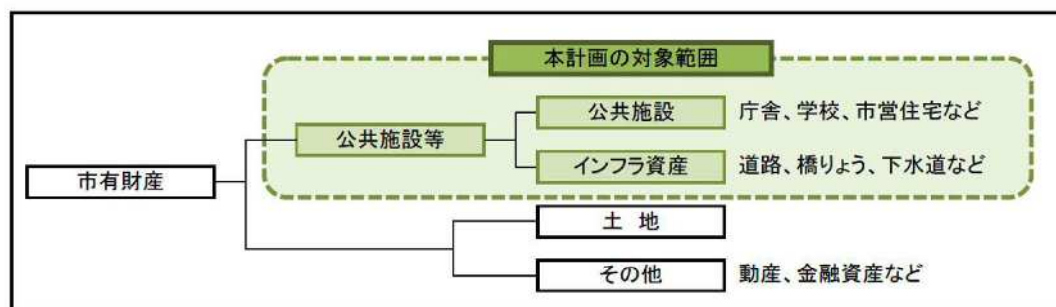 本計画の対象範囲
公共施設 庁舎、学校、市営住宅など
公共施設等
インフラ資産 道路、橋りょう、下水道など
市有財産
土 地
その他 動産、金融資産など